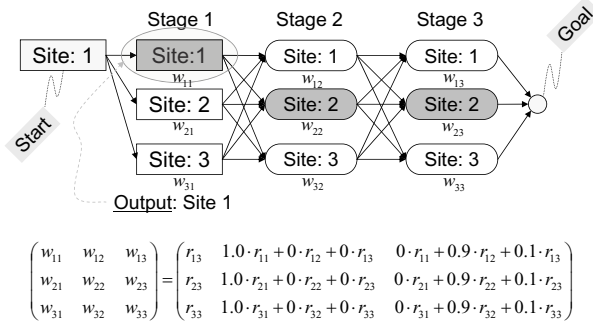 Stage 1 Stage 2 Stage 3 Goal
Site: 1 Site:1 Site: 1 Site: 1
w₁₁ w₁₂ w₁₃
Start Site: 2 Site: 2 Site: 2
w₂₁ w₂₂ w₂₃
Site: 3 Site: 3 Site: 3
w₃₁ w₃₂ w₃₃
Output: Site 1
( w₁₁ w₁₂ w₁₃ ) = ( r₁₃ 1.0·r₁₁+0·r₁₂+0·r₁₃ 0·r₁₁+0.9·r₁₂+0.1·r₁₃ )
( w₂₁ w₂₂ w₂₃ ) = ( r₂₃ 1.0·r₂₁+0·r₂₂+0·r₂₃ 0·r₂₁+0.9·r₂₂+0.1·r₂₃ )
( w₃₁ w₃₂ w₃₃ ) = ( r₃₃ 1.0·r₃₁+0·r₃₂+0·r₃₃ 0·r₃₁+0.9·r₃₂+0.1·r₃₃ )